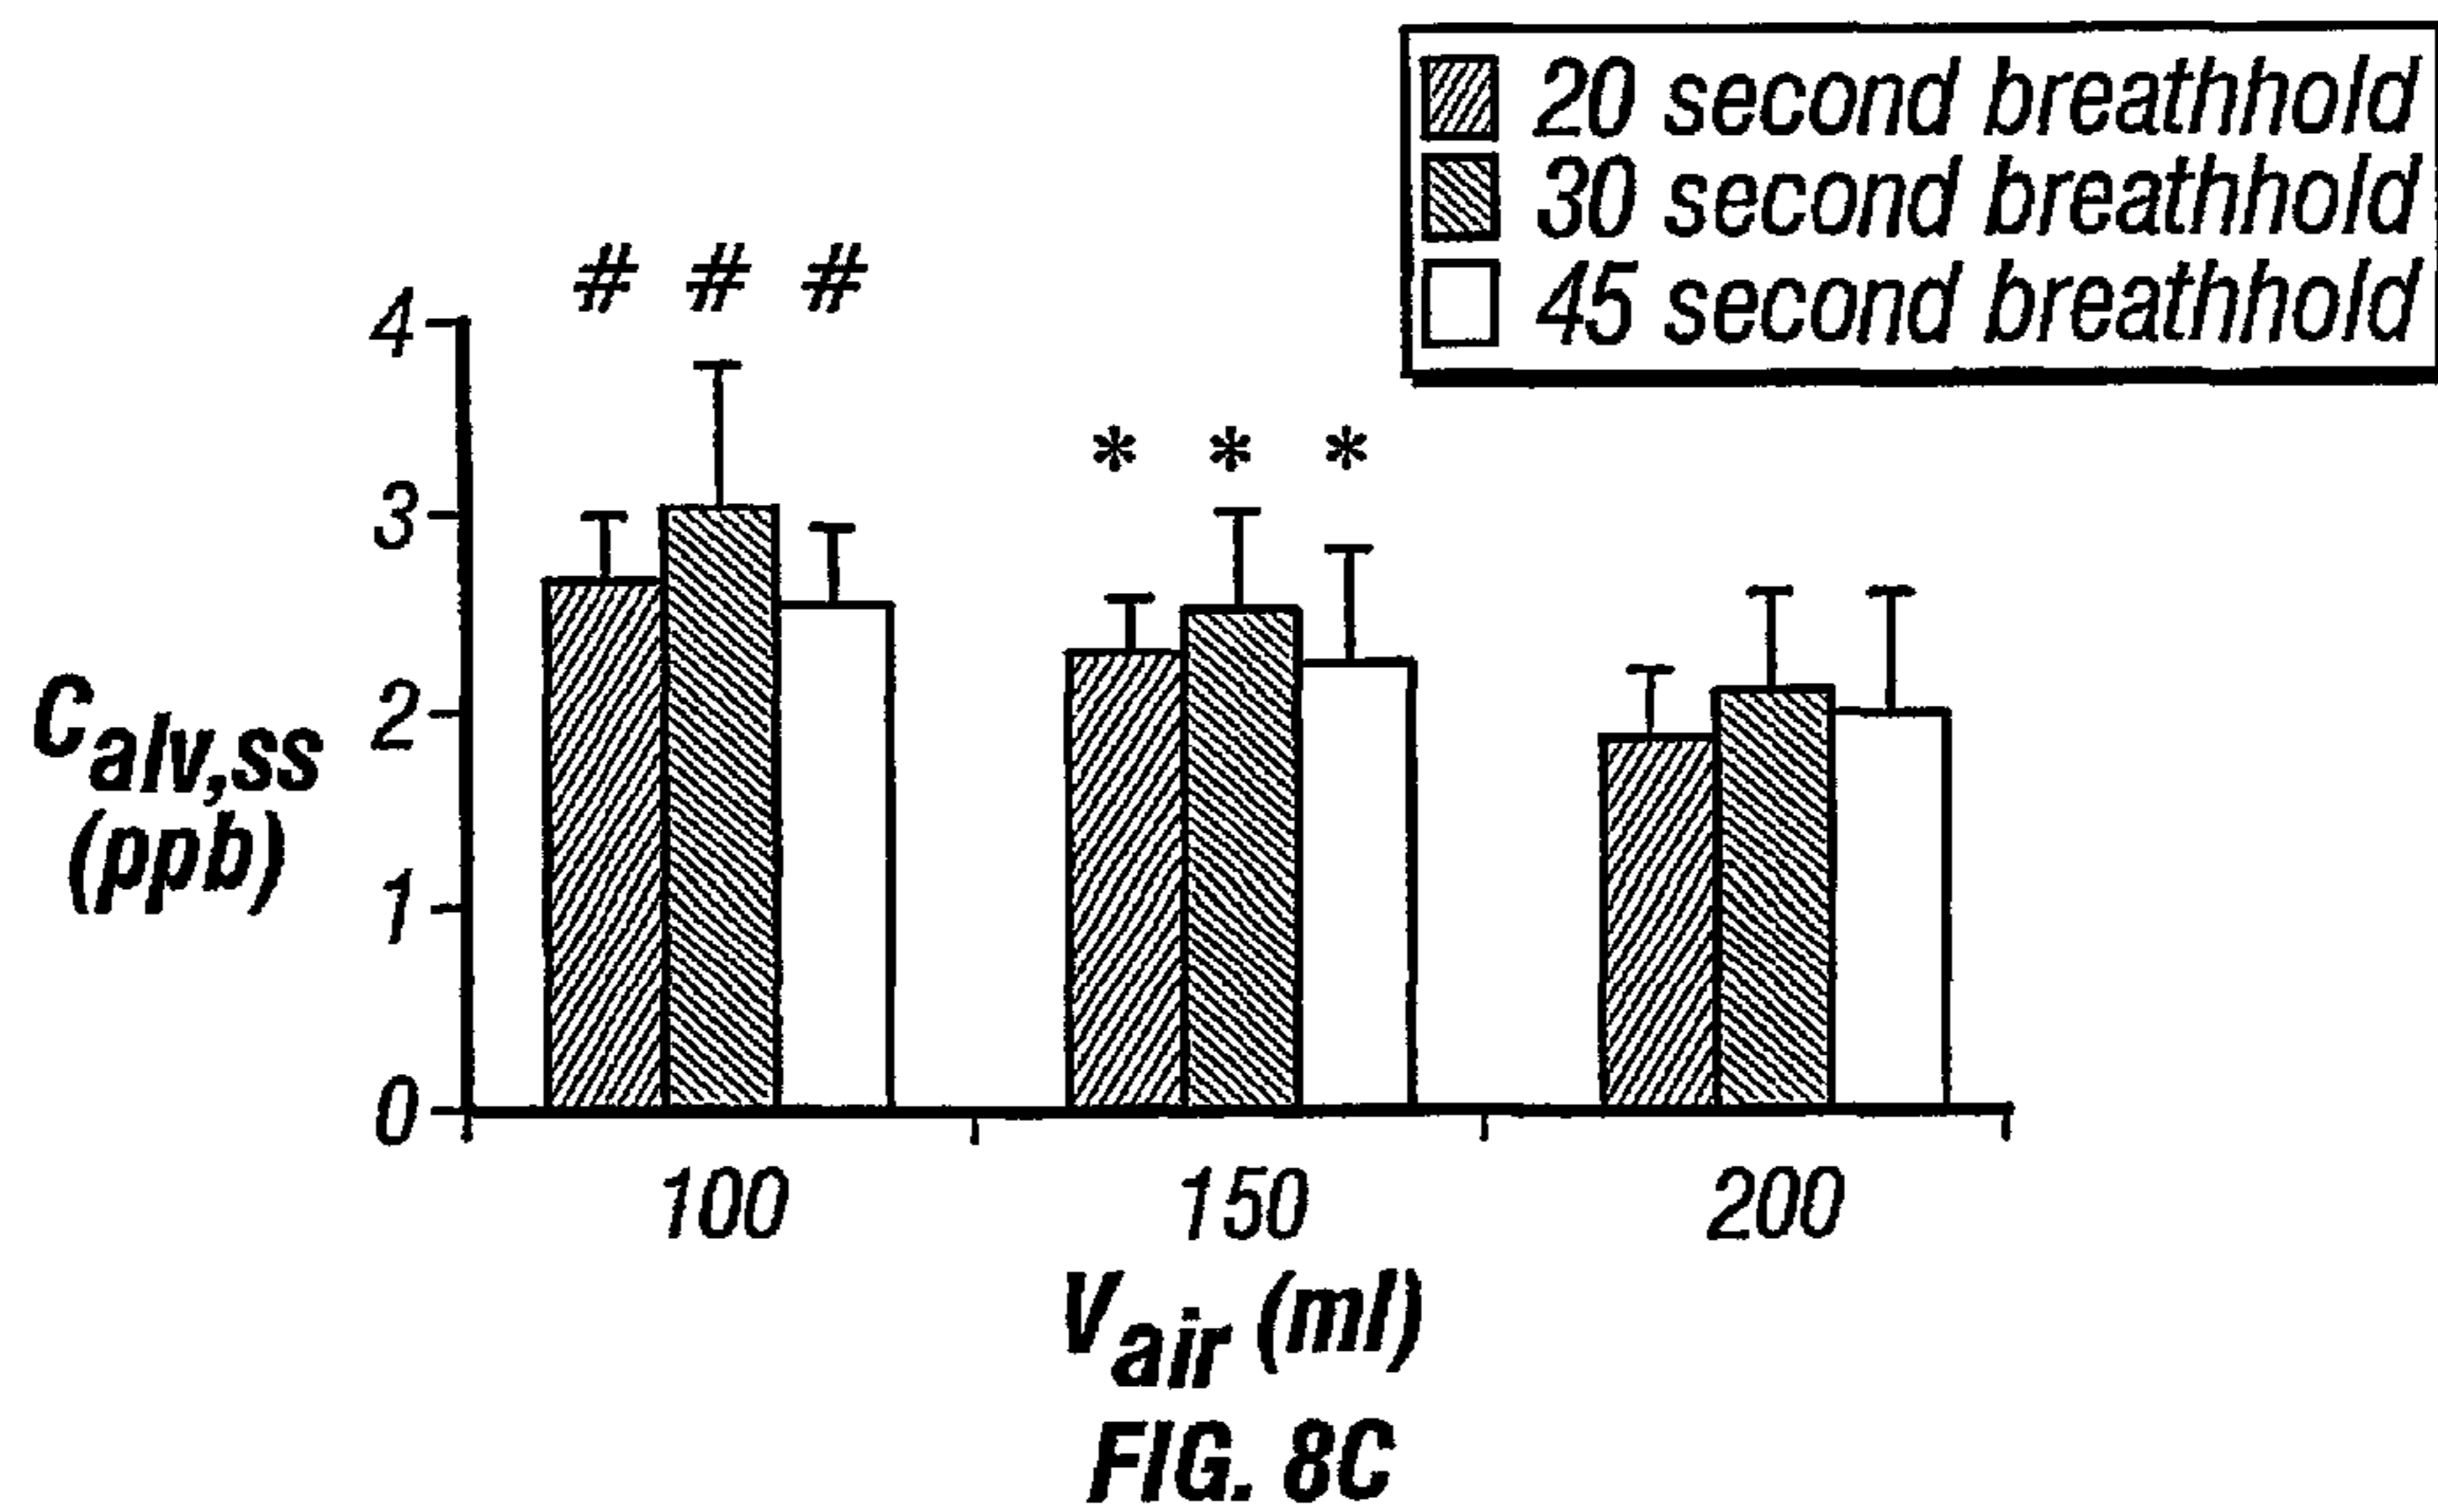 20 second breathhold
30 second breathhold
45 second breathhold
# # #
* * *
4
3
2
1
0
Calv,ss
(ppb)
100 150 200
Vair (ml)
FIG. 8C